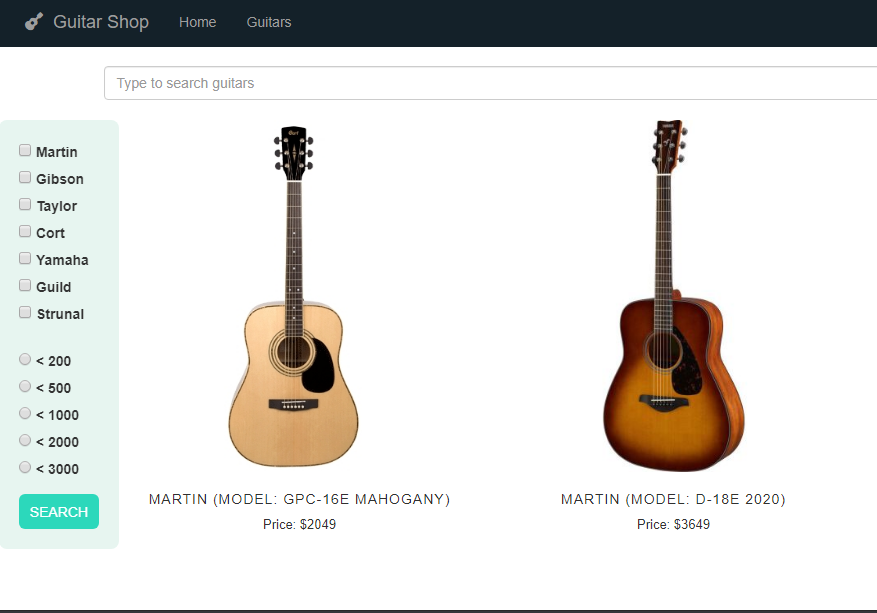 Guitar Shop Home Guitars
Type to search guitars
Martin
Gibson
Taylor
Cort
Yamaha
Guild
Strunal
< 200
< 500
< 1000
< 2000
< 3000
SEARCH
MARTIN (MODEL: GPC-16E MAHOGANY)
Price: $2049
MARTIN (MODEL: D-18E 2020)
Price: $3649